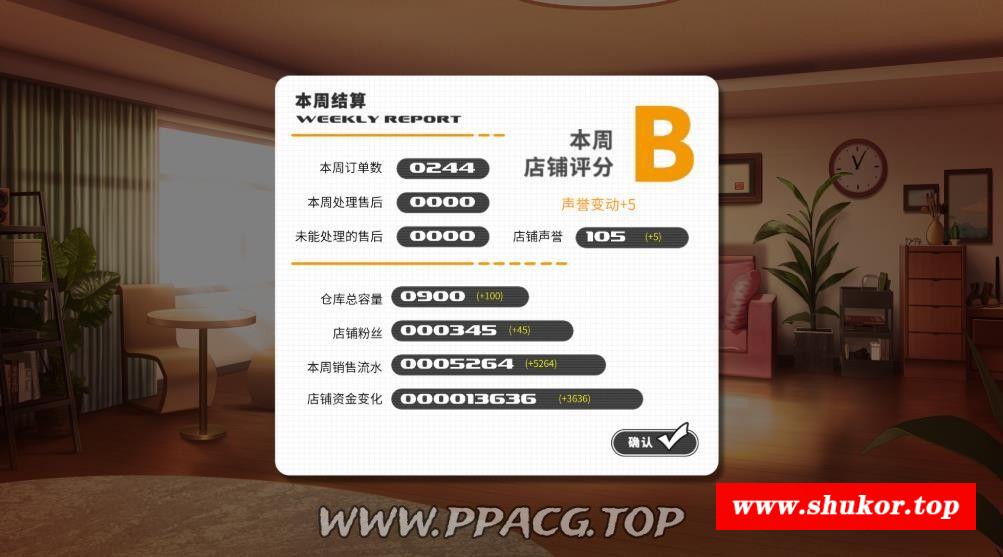 本周结算
WEEKLY REPORT
本周订单数 0244
本周处理售后 0000
未能处理的售后 0000
本周
店铺评分
B
声誉变动+5
店铺声誉 105 (+5)
仓库总容量 0900 (+100)
店铺粉丝 000345 (+45)
本周销售流水 0005264 (+5264)
店铺资金变化 000013636 (+3636)
确认
www.shukor.top
WWW.PPACG.TOP